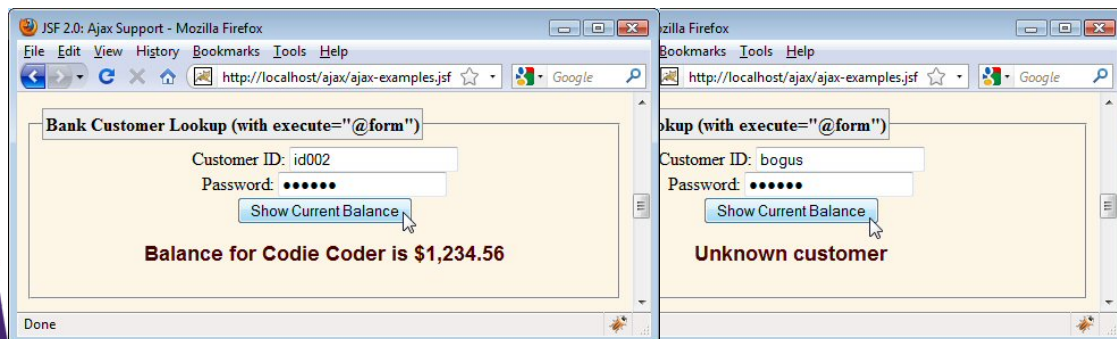 JSF 2.0: Ajax Support - Mozilla Firefox
File Edit View History Bookmarks Tools Help
http://localhost/ajax/ajax-examples.jsf
Google
Bank Customer Lookup (with execute="@form")
Customer ID: id002
Password: ••••••
Show Current Balance
Balance for Codie Coder is $1,234.56
Done
zilla Firefox
Bookmarks Tools Help
http://localhost/ajax/ajax-examples.jsf
Google
okup (with execute="@form")
Customer ID: bogus
Password: ••••••
Show Current Balance
Unknown customer